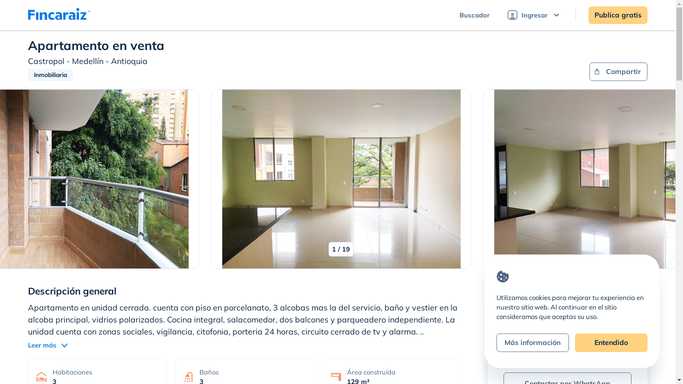 Fincaraiz
Buscador
Ingresar
Publica gratis
Apartamento en venta
Castropol - Medellín - Antioquia
Inmobiliaria
Compartir
1 / 19
Descripción general
Apartamento en unidad cerrada. cuenta con piso en porcelanato, 3 alcobas mas la del servicio, baño y vestier en la
alcoba principal, vidrios polarizados. Cocina integral, salacomedor, dos balcones y parqueadero independiente. La
unidad cuenta con zonas sociales, vigilancia, citofonia, porteria 24 horas, circuito cerrado de tv y alarma. ..
Leer más
Habitaciones
3
Baños
3
Área construida
129 m²
Utilizamos cookies para mejorar tu experiencia en
nuestro sitio web. Al continuar en el sitio
consideramos que aceptas su uso.
Más información
Entendido
Contactar por WhatsApp